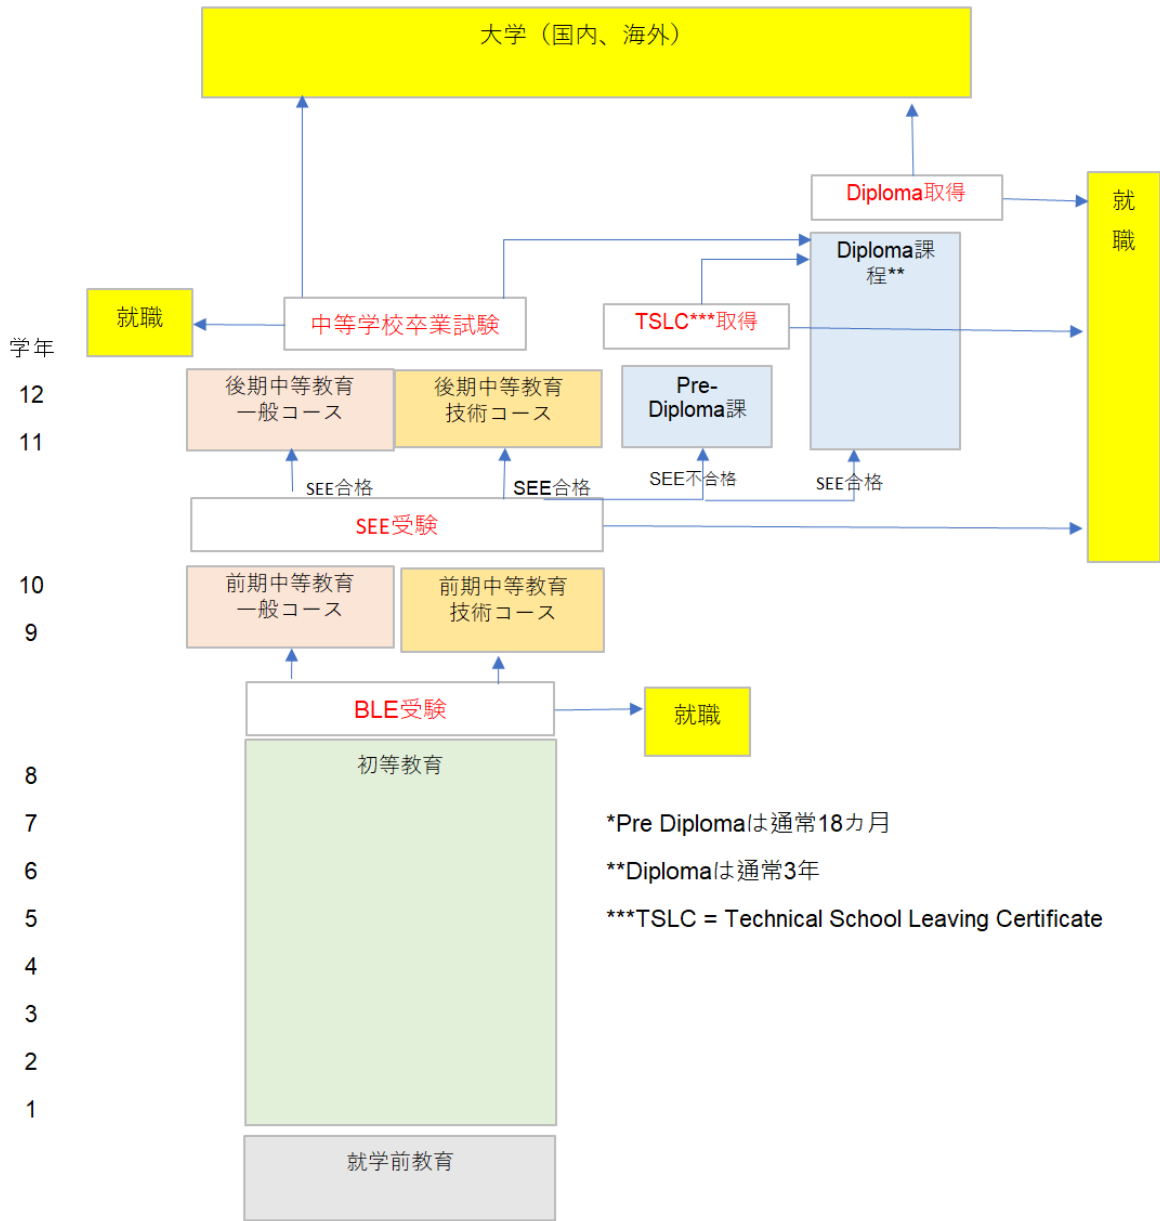 大学（国内、海外）
Diploma取得
就
職
Diploma課
程**
就職
中等学校卒業試験
TSLC***取得
学年
12
後期中等教育
一般コース
後期中等教育
技術コース
Pre-
Diploma課
11
SEE合格
SEE合格
SEE不合格
SEE合格
SEE受験
10
前期中等教育
一般コース
前期中等教育
技術コース
9
BLE受験
就職
初等教育
8
7
*Pre Diplomaは通常18カ月
6
**Diplomaは通常3年
5
***TSLC = Technical School Leaving Certificate
4
3
2
1
就学前教育